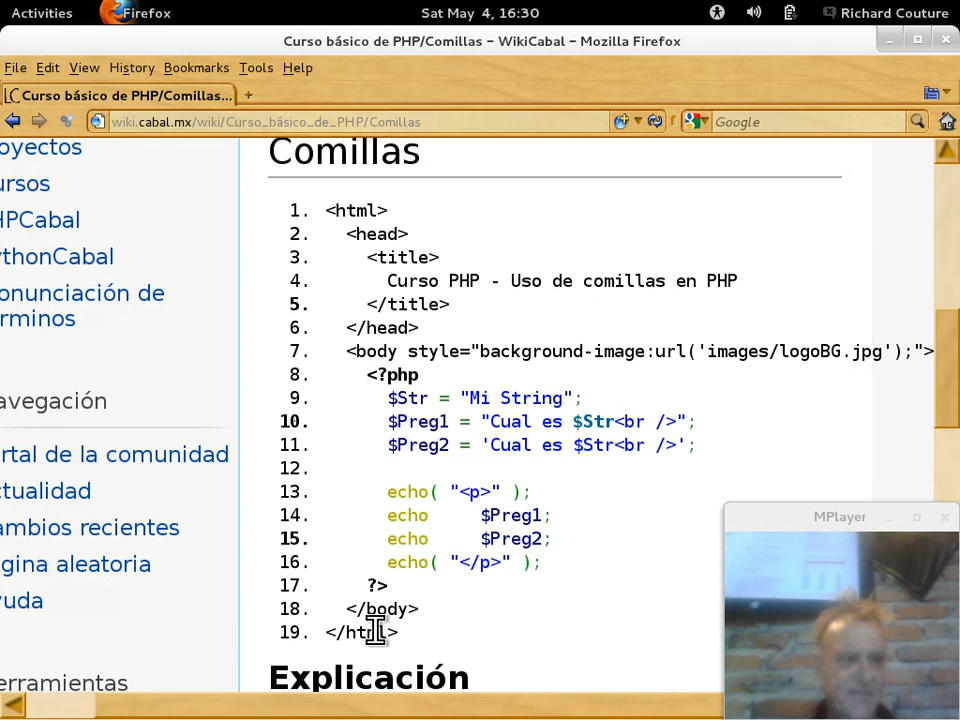 Activities Firefox Sat May 4, 16:30 Richard Couture
Curso básico de PHP/Comillas – WikiCabal – Mozilla Firefox
File Edit View History Bookmarks Tools Help
Curso básico de PHP/Comillas... +
wiki.cabal.mx/wiki/Curso_básico_de_PHP/Comillas Google
oyectos
ursos
HPCabal
ythonCabal
onunciación de
rminos
avegación
rtal de la comunidad
ctualidad
ambios recientes
gina aleatoria
yuda
erramientas
Comillas
1. <html>
2. <head>
3. <title>
4. Curso PHP - Uso de comillas en PHP
5. </title>
6. </head>
7. <body style="background-image:url('images/logoBG.jpg');">
8. <?php
9. $Str = "Mi String";
10. $Preg1 = "Cual es $Str<br />";
11. $Preg2 = 'Cual es $Str<br />';
12.
13. echo( "<p>" );
14. echo $Preg1;
15. echo $Preg2;
16. echo( "</p>" );
17. ?>
18. </body>
19. </html>
Explicación
MPlayer